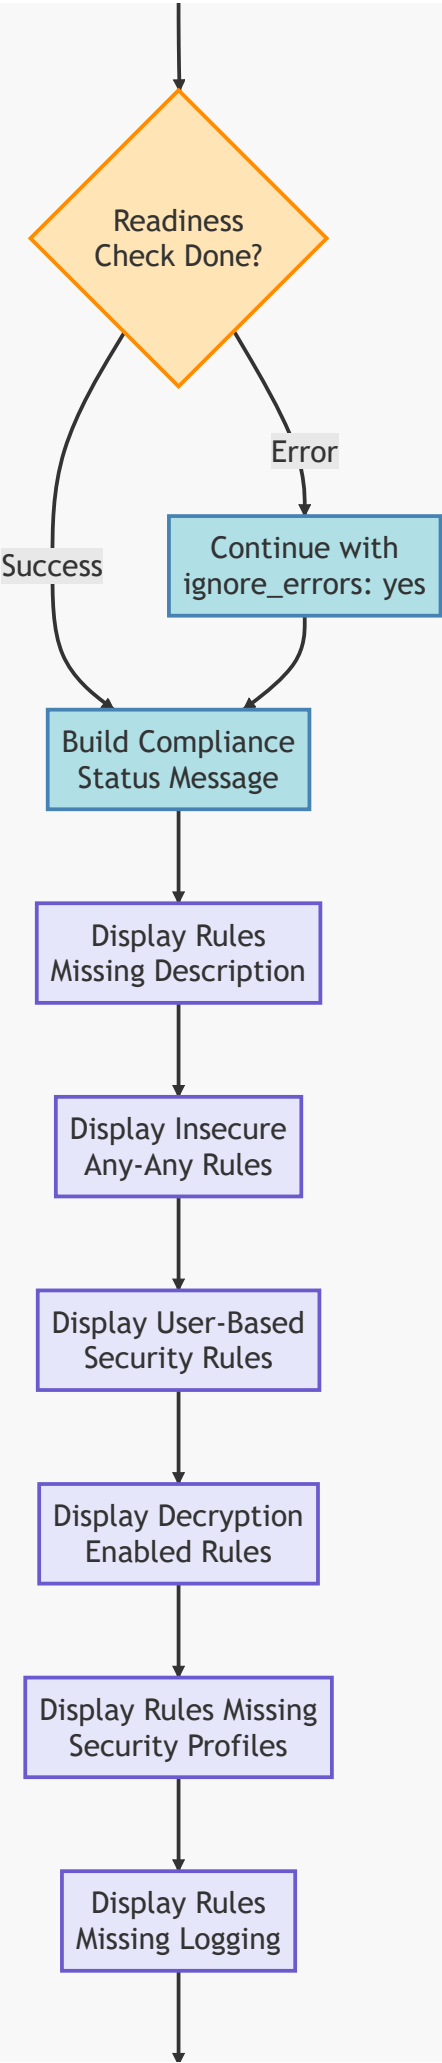 Readiness
Check Done?
Error
Continue with
ignore_errors: yes
Success
Build Compliance
Status Message
Display Rules
Missing Description
Display Insecure
Any-Any Rules
Display User-Based
Security Rules
Display Decryption
Enabled Rules
Display Rules Missing
Security Profiles
Display Rules
Missing Logging